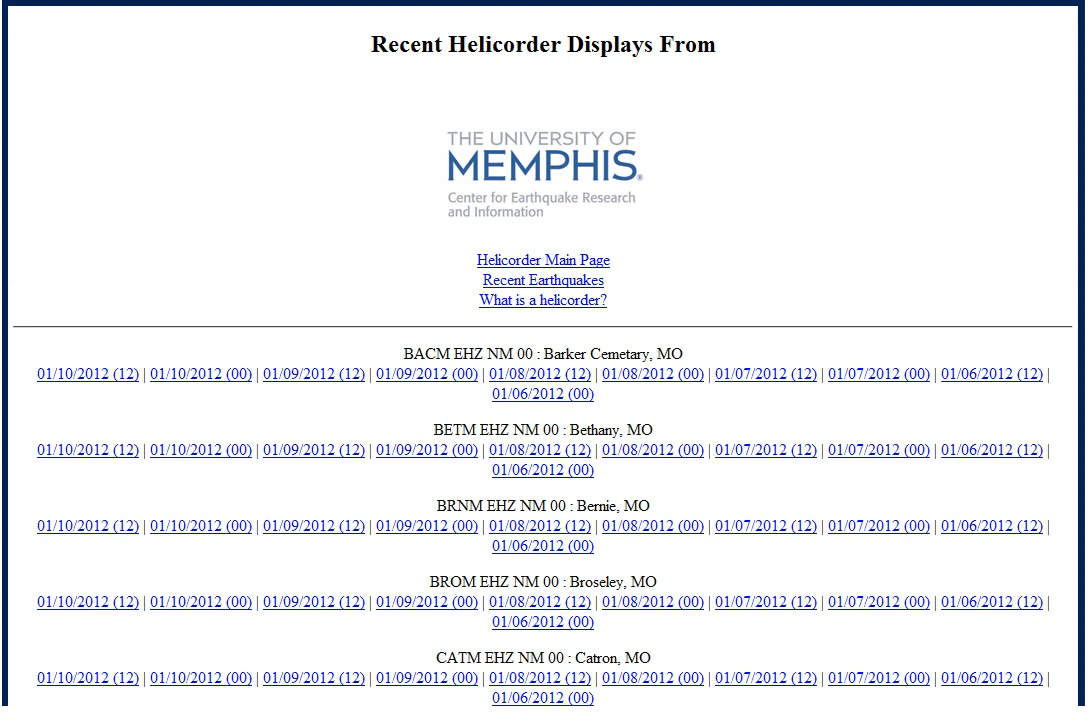 Recent Helicorder Displays From
THE UNIVERSITY OF
MEMPHIS®
Center for Earthquake Research
and Information
Helicorder Main Page
Recent Earthquakes
What is a helicorder?
BACM EHZ NM 00 : Barker Cemetary, MO
01/10/2012 (12) | 01/10/2012 (00) | 01/09/2012 (12) | 01/09/2012 (00) | 01/08/2012 (12) | 01/08/2012 (00) | 01/07/2012 (12) | 01/07/2012 (00) | 01/06/2012 (12) |
01/06/2012 (00)
BETM EHZ NM 00 : Bethany, MO
01/10/2012 (12) | 01/10/2012 (00) | 01/09/2012 (12) | 01/09/2012 (00) | 01/08/2012 (12) | 01/08/2012 (00) | 01/07/2012 (12) | 01/07/2012 (00) | 01/06/2012 (12) |
01/06/2012 (00)
BRNM EHZ NM 00 : Bernie, MO
01/10/2012 (12) | 01/10/2012 (00) | 01/09/2012 (12) | 01/09/2012 (00) | 01/08/2012 (12) | 01/08/2012 (00) | 01/07/2012 (12) | 01/07/2012 (00) | 01/06/2012 (12) |
01/06/2012 (00)
BROM EHZ NM 00 : Broseley, MO
01/10/2012 (12) | 01/10/2012 (00) | 01/09/2012 (12) | 01/09/2012 (00) | 01/08/2012 (12) | 01/08/2012 (00) | 01/07/2012 (12) | 01/07/2012 (00) | 01/06/2012 (12) |
01/06/2012 (00)
CATM EHZ NM 00 : Catron, MO
01/10/2012 (12) | 01/10/2012 (00) | 01/09/2012 (12) | 01/09/2012 (00) | 01/08/2012 (12) | 01/08/2012 (00) | 01/07/2012 (12) | 01/07/2012 (00) | 01/06/2012 (12) |
01/06/2012 (00)